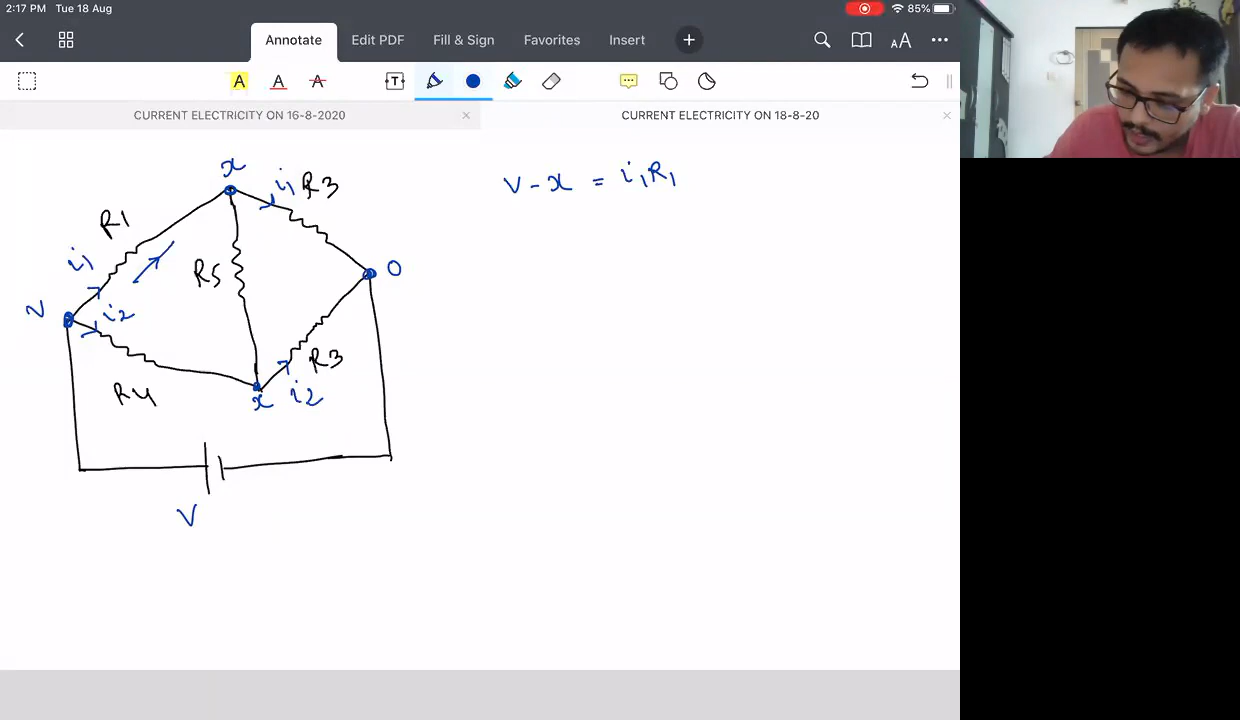 2:17 PM Tue 18 Aug
85%
Annotate
Edit PDF
Fill & Sign
Favorites
Insert
AA
A A A
T
CURRENT ELECTRICITY ON 16-8-2020
CURRENT ELECTRICITY ON 18-8-20
x
i1 R3
V-x = i1R1
R1
i1
R5
0
V
i2
R3
R4
x
i2
V